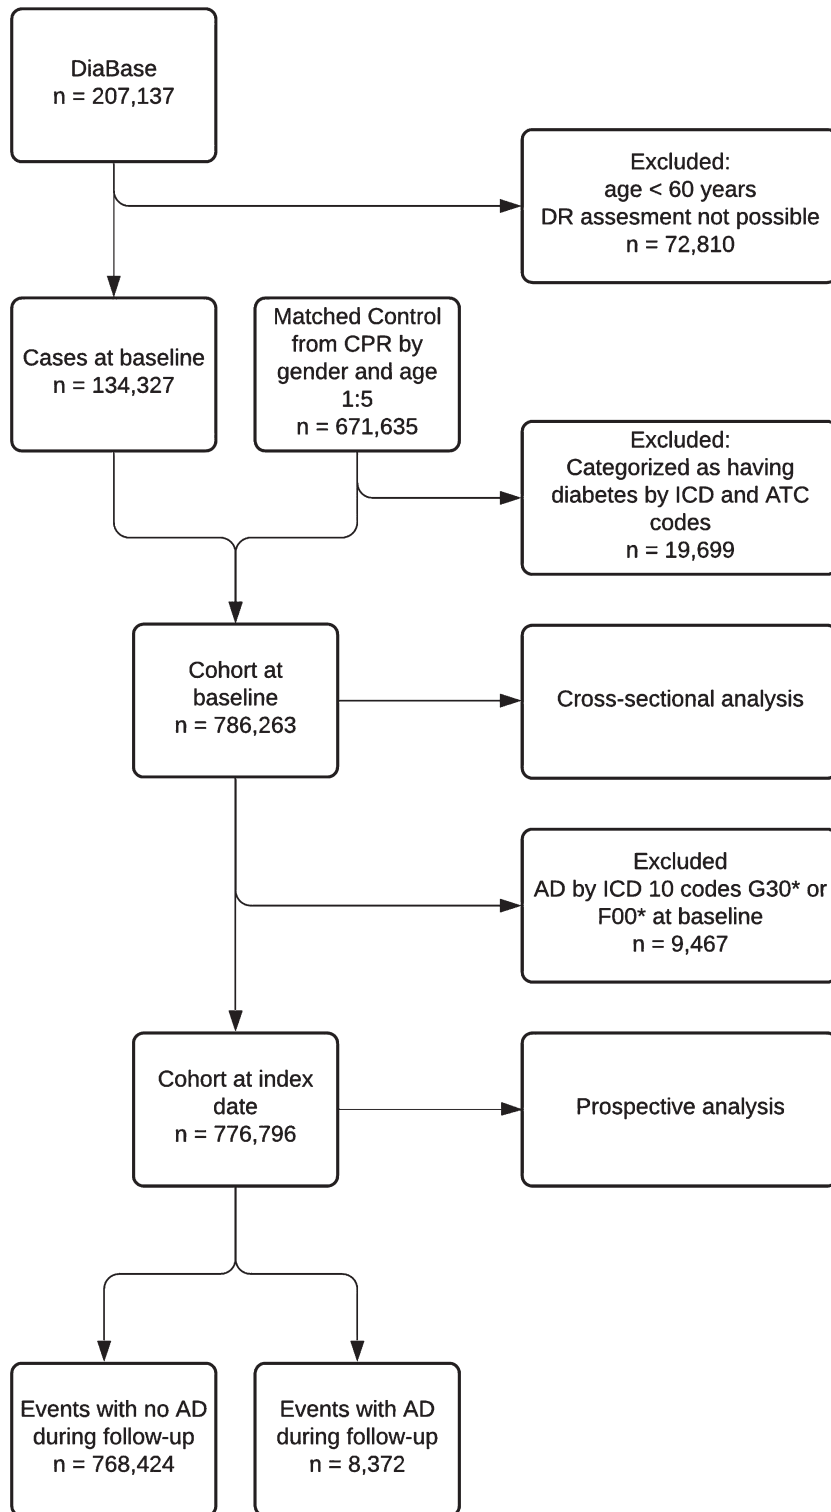 DiaBase
n = 207,137
Excluded:
age < 60 years
DR assesment not possible
n = 72,810
Cases at baseline
n = 134,327
Matched Control
from CPR by
gender and age
1:5
n = 671,635
Excluded:
Categorized as having
diabetes by ICD and ATC
codes
n = 19,699
Cohort at
baseline
n = 786,263
Cross-sectional analysis
Excluded
AD by ICD 10 codes G30* or
F00* at baseline
n = 9,467
Cohort at index
date
n = 776,796
Prospective analysis
Events with no AD
during follow-up
n = 768,424
Events with AD
during follow-up
n = 8,372